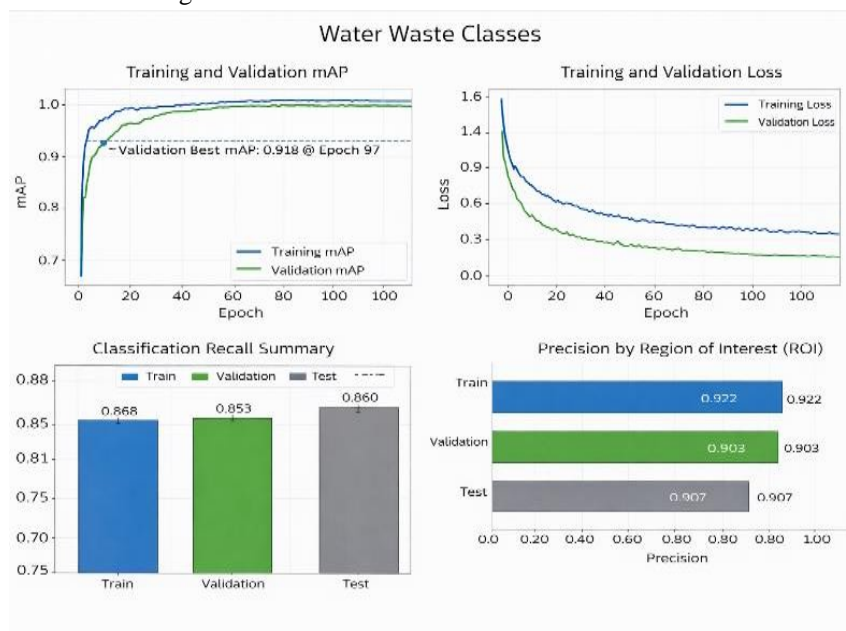 Water Waste Classes
Training and Validation mAP
1.0
0.9
0.8
0.7
mAP
Validation Best mAP: 0.918 @ Epoch 97
Training mAP
Validation mAP
0 20 40 60 80 100 100
Epoch
Training and Validation Loss
1.6
1.4
0.9
0.6
0.3
0.0
Loss
Training Loss
Validation Loss
0 20 40 60 80 100 100
Epoch
Classification Recall Summary
0.88
0.85
0.81
0.75
0.70
0.75
Train Validation Test
0.868 0.853 0.860
Train Validation Test
Precision by Region of Interest (ROI)
Train 0.922 0.922
Validation 0.903 0.903
Test 0.907 0.907
0.0 0.20 0.40 0.60 0.80 0.80 0.80 1.00
Precision